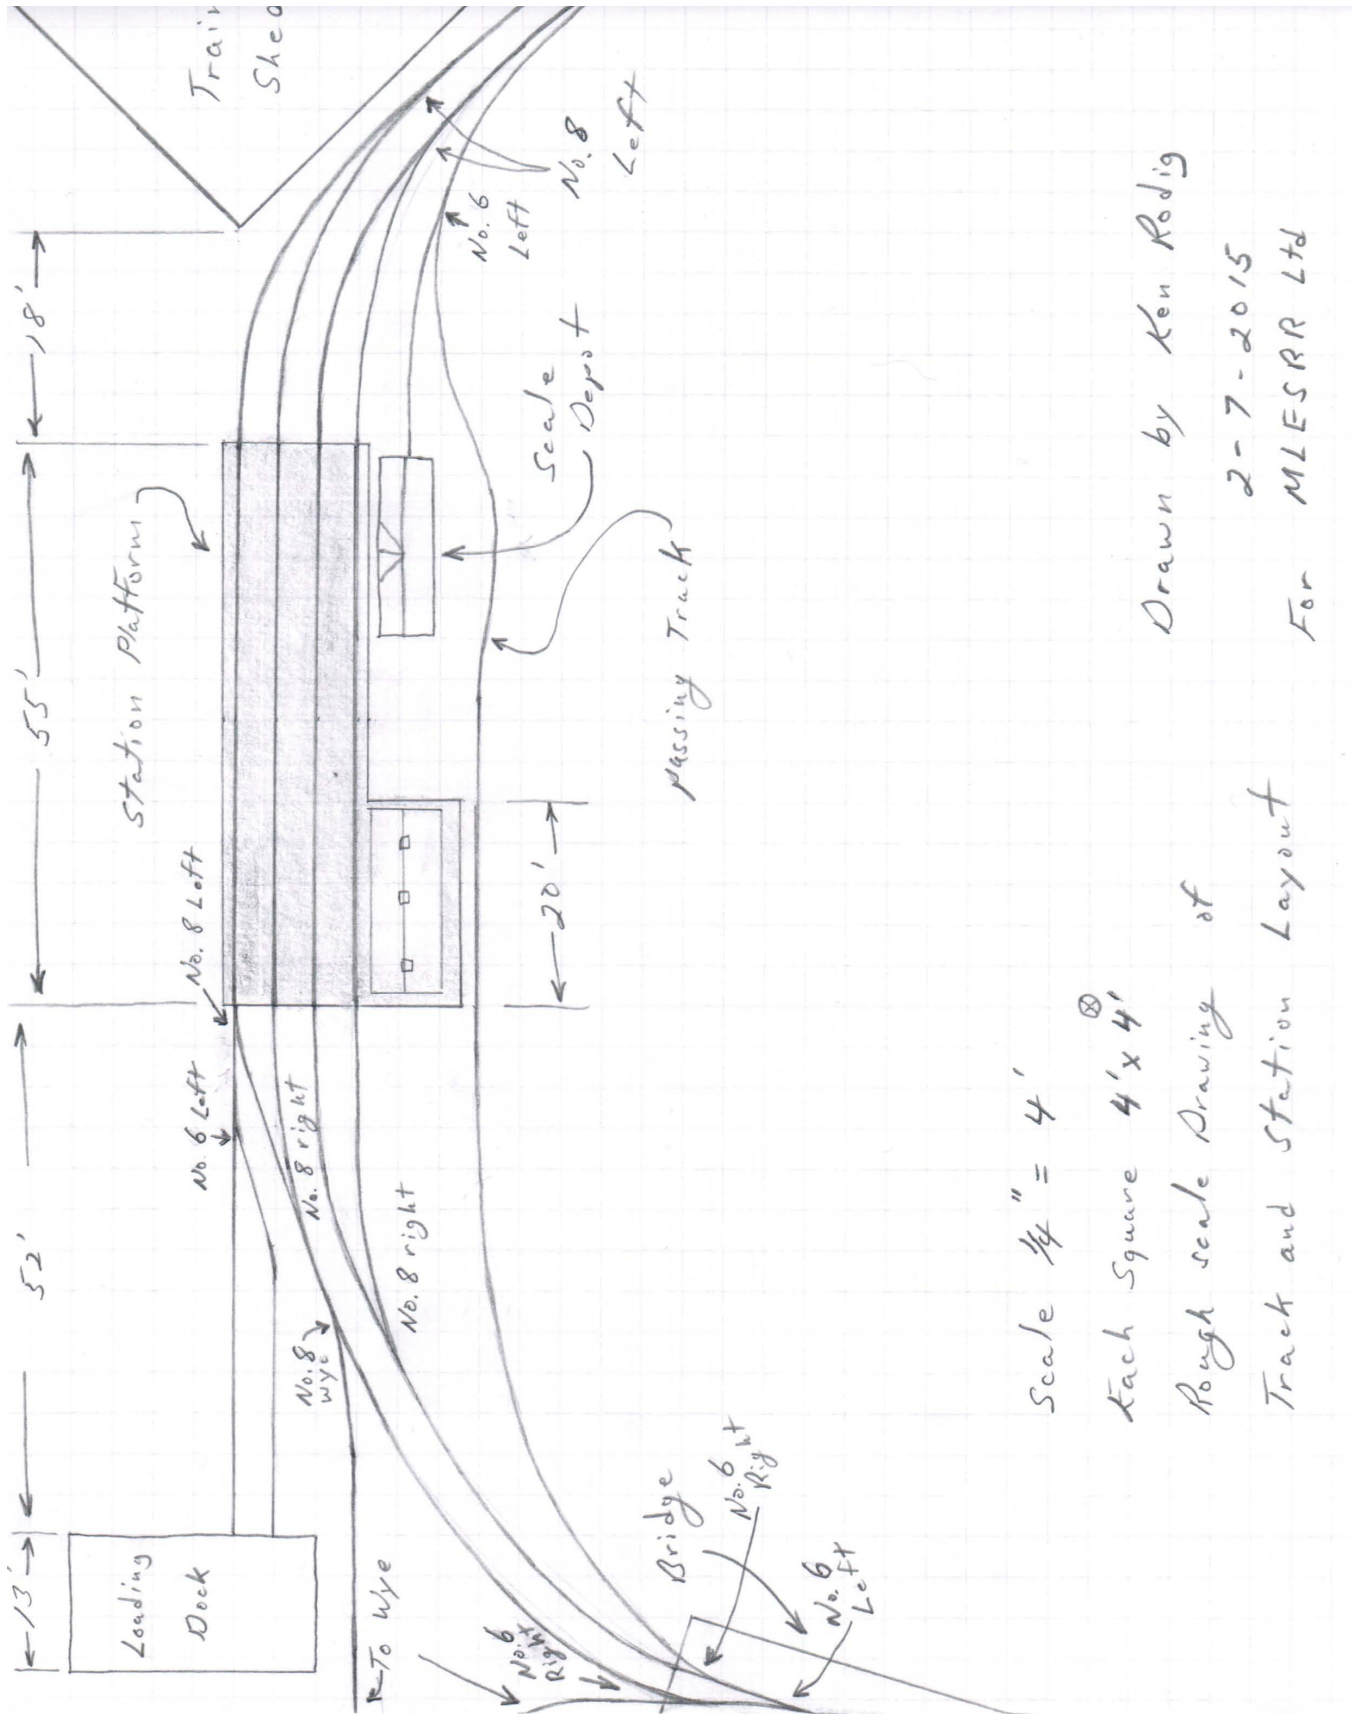 13'
52'
55'
18'
Loading
Dock
No. 6 Left
No. 8 Left
Station Platform
Train
Shed
To Wye
No. 8
Wye
No. 8 right
No. 8 right
No. 6
Right
Bridge
No. 6
Right
No. 6
Left
20'
Passing Track
Scale
Depot
No. 6
Left
No. 8
Left
Scale 1/4" = 4'
Each Square 4' x 4' ⊗
Rough scale Drawing of
Track and Station Layout
Drawn by Ken Rodig
2-7-2015
For MLESRR Ltd